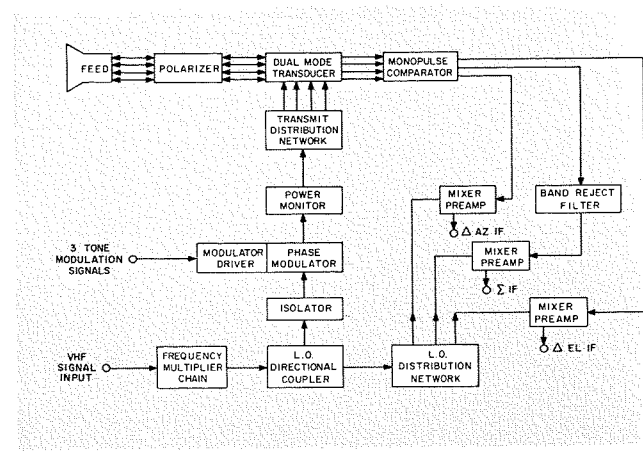 FEED
POLARIZER
DUAL MODE
TRANSDUCER
MONOPULSE
COMPARATOR
TRANSMIT
DISTRIBUTION
NETWORK
POWER
MONITOR
MIXER
PREAMP
BAND REJECT
FILTER
Δ AZ IF
3 TONE
MODULATION
SIGNALS
MODULATOR
DRIVER
PHASE
MODULATOR
MIXER
PREAMP
Σ IF
ISOLATOR
MIXER
PREAMP
Δ EL IF
VHF
SIGNAL
INPUT
FREQUENCY
MULTIPLIER
CHAIN
L.O.
DIRECTIONAL
COUPLER
L.O.
DISTRIBUTION
NETWORK